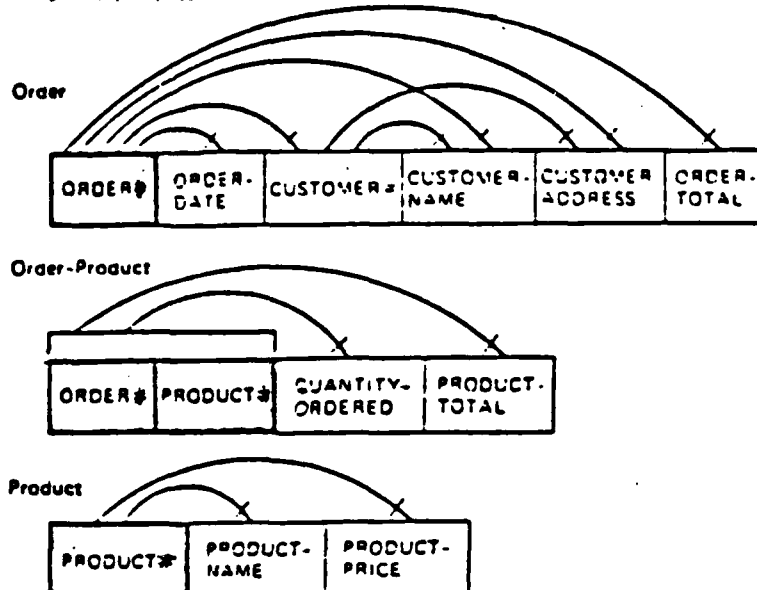 Order
ORDER#
ORDER-
DATE
CUSTOMER#
CUSTOMER-
NAME
CUSTOMER
ADDRESS
ORDER-
TOTAL
Order-Product
ORDER#
PRODUCT#
QUANTITY-
ORDERED
PRODUCT-
TOTAL
Product
PRODUCT#
PRODUCT-
NAME
PRODUCT-
PRICE